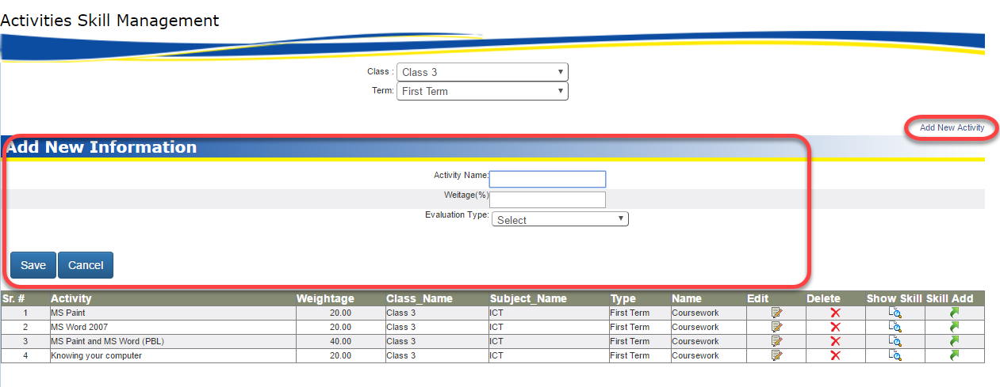 Activities Skill Management
Class : Class 3
Term: First Term
Add New Activity
Add New Information
Activity Name:
Weitage(%)
Evaluation Type: Select
Save Cancel
Sr. # Activity Weightage Class_Name Subject_Name Type Name Edit Delete Show Skill Skill Add
1 MS Paint 20.00 Class 3 ICT First Term Coursework
2 MS Word 2007 20.00 Class 3 ICT First Term Coursework
3 MS Paint and MS Word (PBL) 40.00 Class 3 ICT First Term Coursework
4 Knowing your computer 20.00 Class 3 ICT First Term Coursework